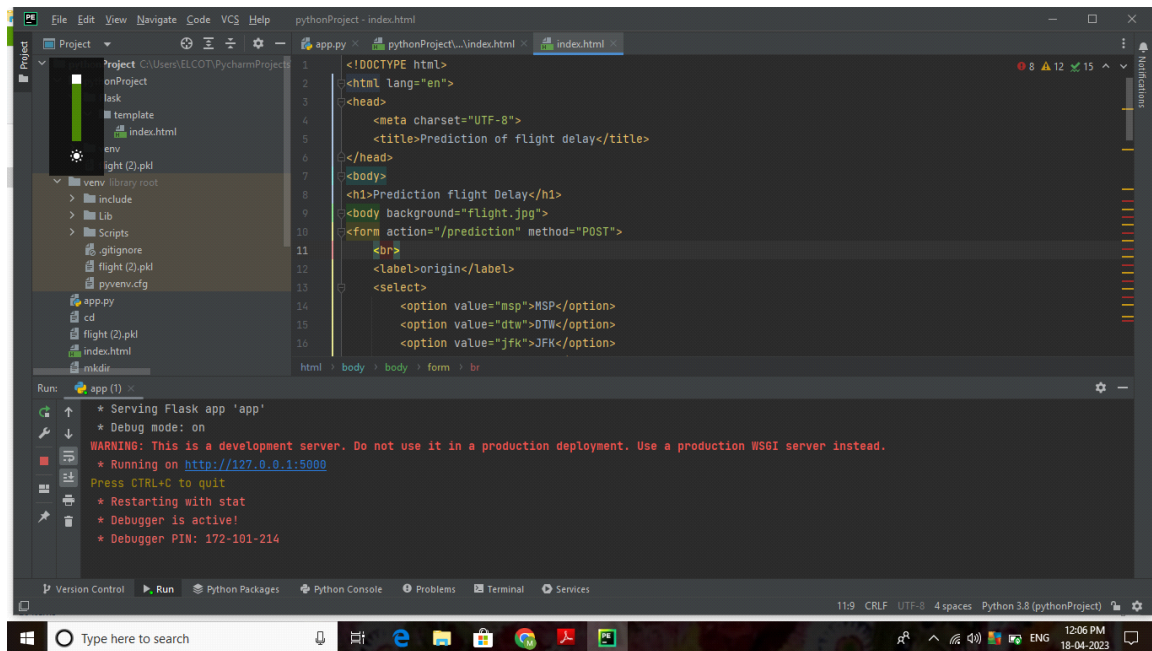 PE File Edit View Navigate Code VCS Help pythonProject - index.html
Project
Project
app.py
pythonProject\...\index.html
index.html
Project C:\Users\ELCOT\PycharmProjects
onProject
lask
template
index.html
env
ight (2).pkl
venv library root
include
Lib
Scripts
.gitignore
flight (2).pkl
pyvenv.cfg
app.py
cd
flight (2).pkl
index.html
mkdir
1 <!DOCTYPE html>
2 <html lang="en">
3 <head>
4 <meta charset="UTF-8">
5 <title>Prediction of flight delay</title>
6 </head>
7 <body>
8 <h1>Prediction flight Delay</h1>
9 <body background="flight.jpg">
10 <form action="/prediction" method="POST">
11 <br>
12 <label>origin</label>
13 <select>
14 <option value="msp">MSP</option>
15 <option value="dtw">DTW</option>
16 <option value="jfk">JFK</option>
8 12 15
Notifications
html body body form br
Run: app (1)
* Serving Flask app 'app'
* Debug mode: on
WARNING: This is a development server. Do not use it in a production deployment. Use a production WSGI server instead.
* Running on http://127.0.0.1:5000
Press CTRL+C to quit
* Restarting with stat
* Debugger is active!
* Debugger PIN: 172-101-214
Version Control Run Python Packages Python Console Problems Terminal Services
11:9 CRLF UTF-8 4 spaces Python 3.8 (pythonProject)
Type here to search
PE
ENG
12:06 PM
18-04-2023